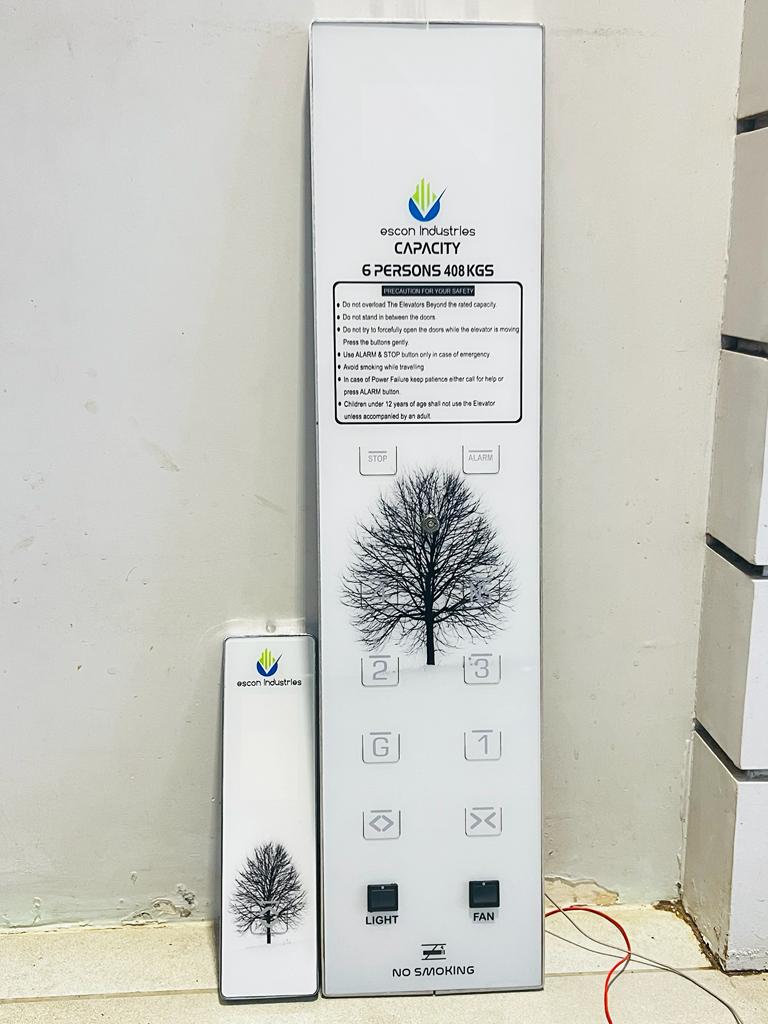 escon Industries
CAPACITY
6 PERSONS 408 KGS
PRECAUTION FOR YOUR SAFETY
• Do not overload The Elevators Beyond the rated capacity.
• Do not stand in between the doors.
• Do not try to forcefully open the doors while the elevator is moving
Press the buttons gently.
• Use ALARM & STOP button only in case of emergency
• Avoid smoking while travelling
• In case of Power Failure keep patience either call for help or
press ALARM button.
• Children under 12 years of age shall not use the Elevator
unless accompanied by an adult.
STOP ALARM
2 3
G 1
<> ><
LIGHT FAN
NO SMOKING
escon Industries